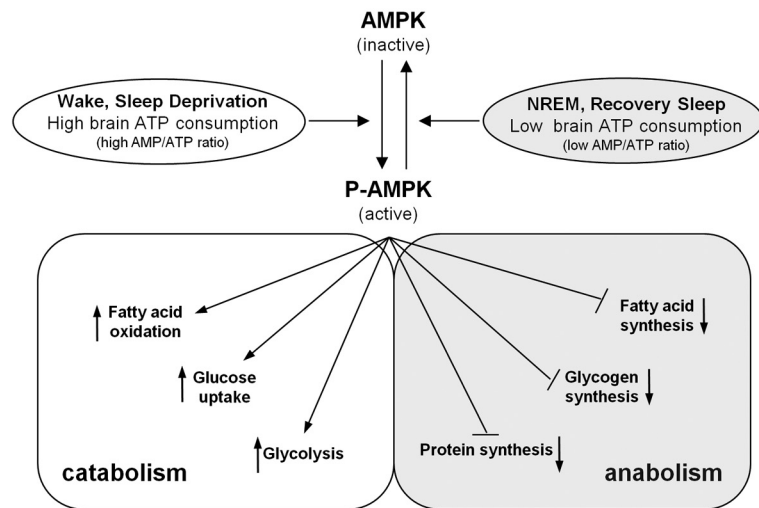 AMPK
(inactive)
Wake, Sleep Deprivation
High brain ATP consumption
(high AMP/ATP ratio)
NREM, Recovery Sleep
Low brain ATP consumption
(low AMP/ATP ratio)
P-AMPK
(active)
Fatty acid
oxidation
Glucose
uptake
Glycolysis
catabolism
Fatty acid
synthesis
Glycogen
synthesis
Protein synthesis
anabolism